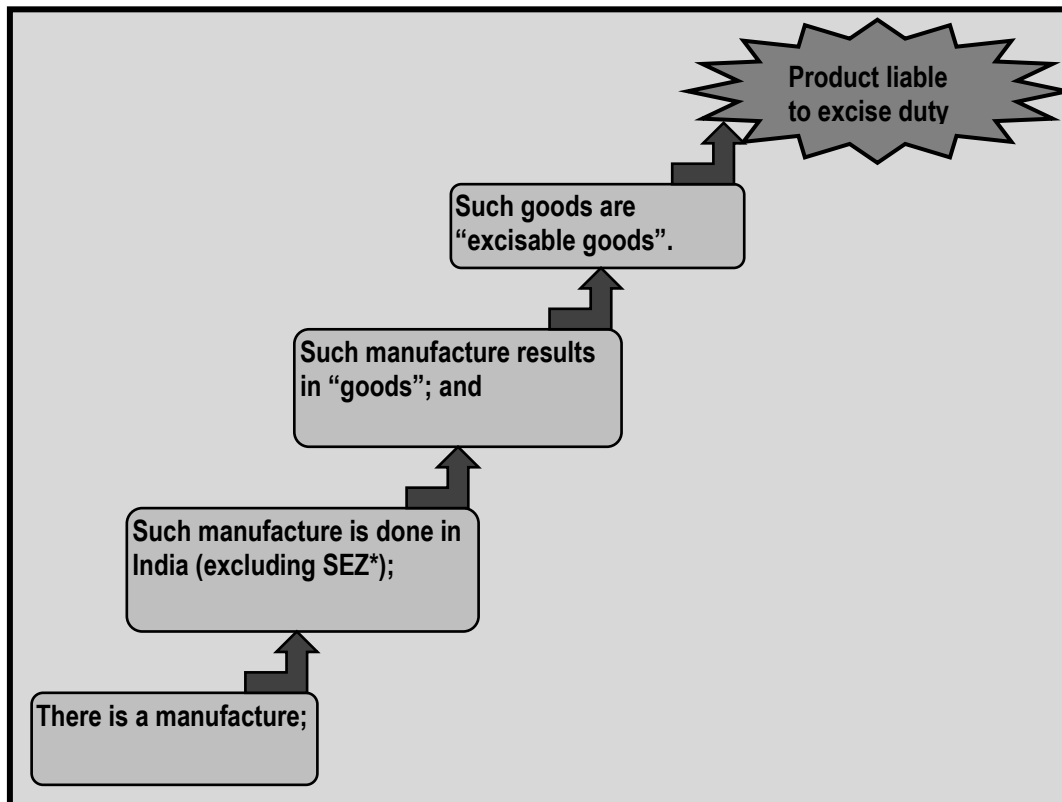 Product liable
to excise duty
Such goods are
“excisable goods”.
Such manufacture results
in “goods”; and
Such manufacture is done in
India (excluding SEZ*);
There is a manufacture;